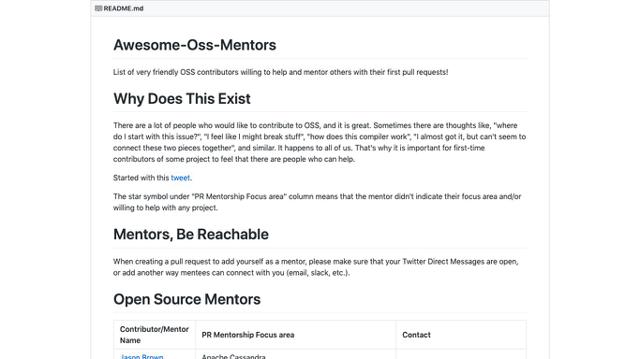 README.md
Awesome-Oss-Mentors
List of very friendly OSS contributors willing to help and mentor others with their first pull requests!
Why Does This Exist
There are a lot of people who would like to contribute to OSS, and it is great. Sometimes there are thoughts like, "where
do I start with this issue?", "I feel like I might break stuff", "how does this compiler work", "I almost got it, but can't seem to
connect these two pieces together", and similar. It happens to all of us. That's why it is important for first-time
contributors of some project to feel that there are people who can help.
Started with this tweet.
The star symbol under "PR Mentorship Focus area" column means that the mentor didn't indicate their focus area and/or
willing to help with any project.
Mentors, Be Reachable
When creating a pull request to add yourself as a mentor, please make sure that your Twitter Direct Messages are open,
or add another way mentees can connect with you (email, slack, etc.).
Open Source Mentors
Contributor/Mentor
Name
PR Mentorship Focus area
Contact
Jason Brown
Apache Cassandra